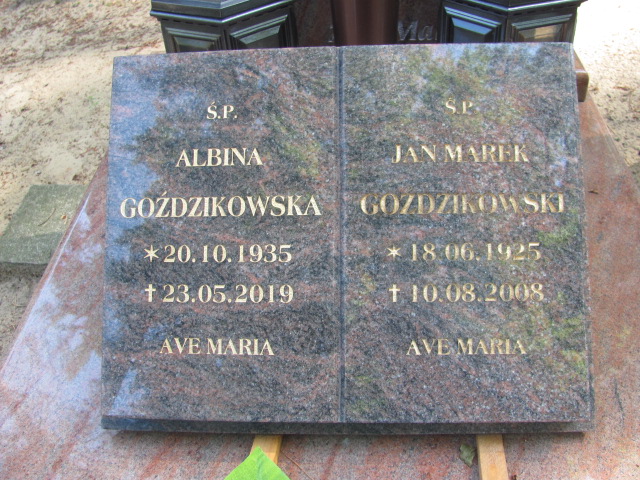 Ś.P.
ALBINA
GOŹDZIKOWSKA
✶20.10.1935
✝23.05.2019
AVE MARIA
Ś.P.
JAN MAREK
GOŹDZIKOWSKI
✶18.06.1925
✝10.08.2008
AVE MARIA